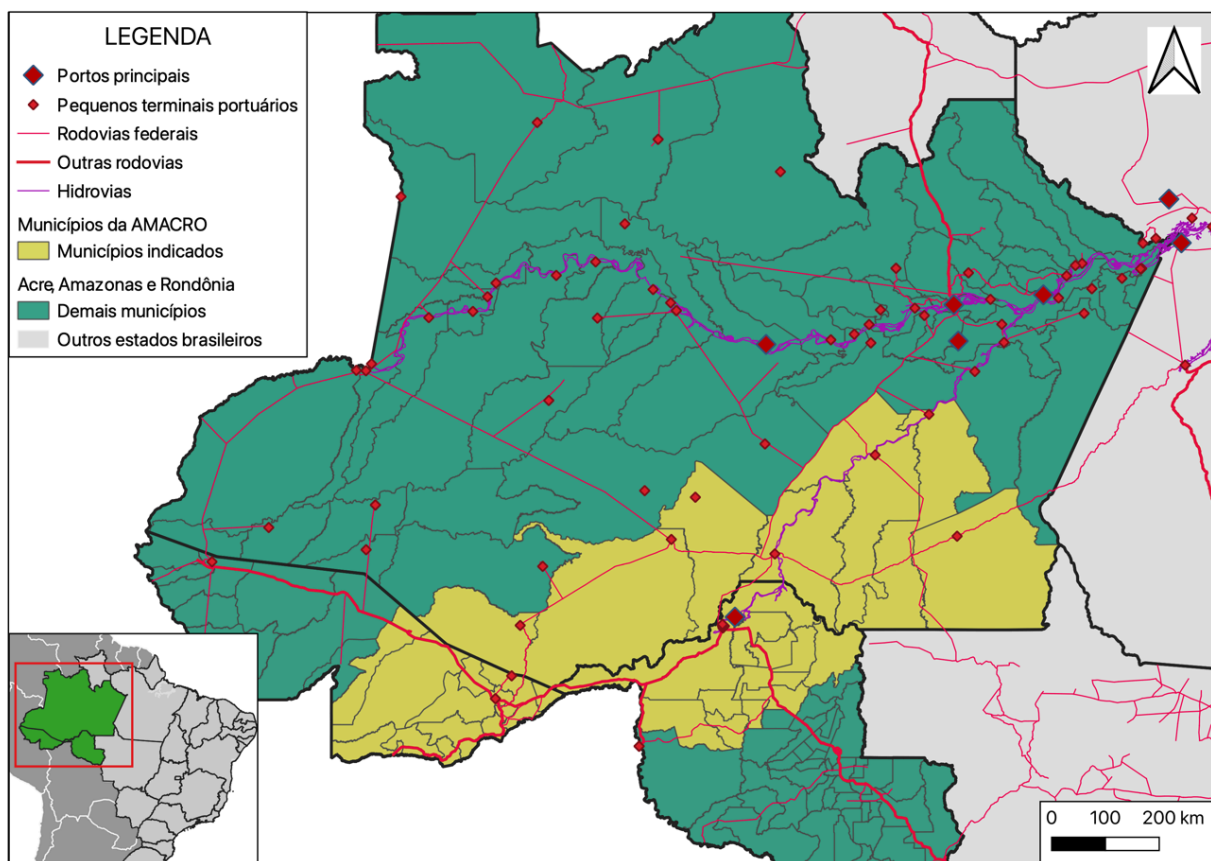 LEGENDA
Portos principais
Pequenos terminais portuários
Rodovias federais
Outras rodovias
Hidrovias
Municípios da AMACRO
Municípios indicados
Acre, Amazonas e Rondônia
Demais municípios
Outros estados brasileiros
0 100 200 km